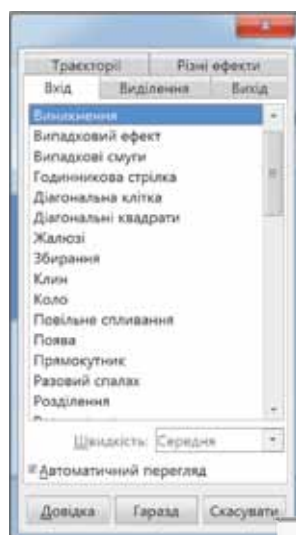 Траєкторії Різні ефекти
Вхід Виділення Вихід
Виникнення
Випадковий ефект
Випадкові смуги
Годинникова стрілка
Діагональна клітка
Діагональні квадрати
Жалюзі
Збирання
Клин
Коло
Повільне спливання
Поява
Прямокутник
Разовий спалах
Розділення
Швидкість: Середня
Автоматичний перегляд
Довідка Гаразд Скасувати